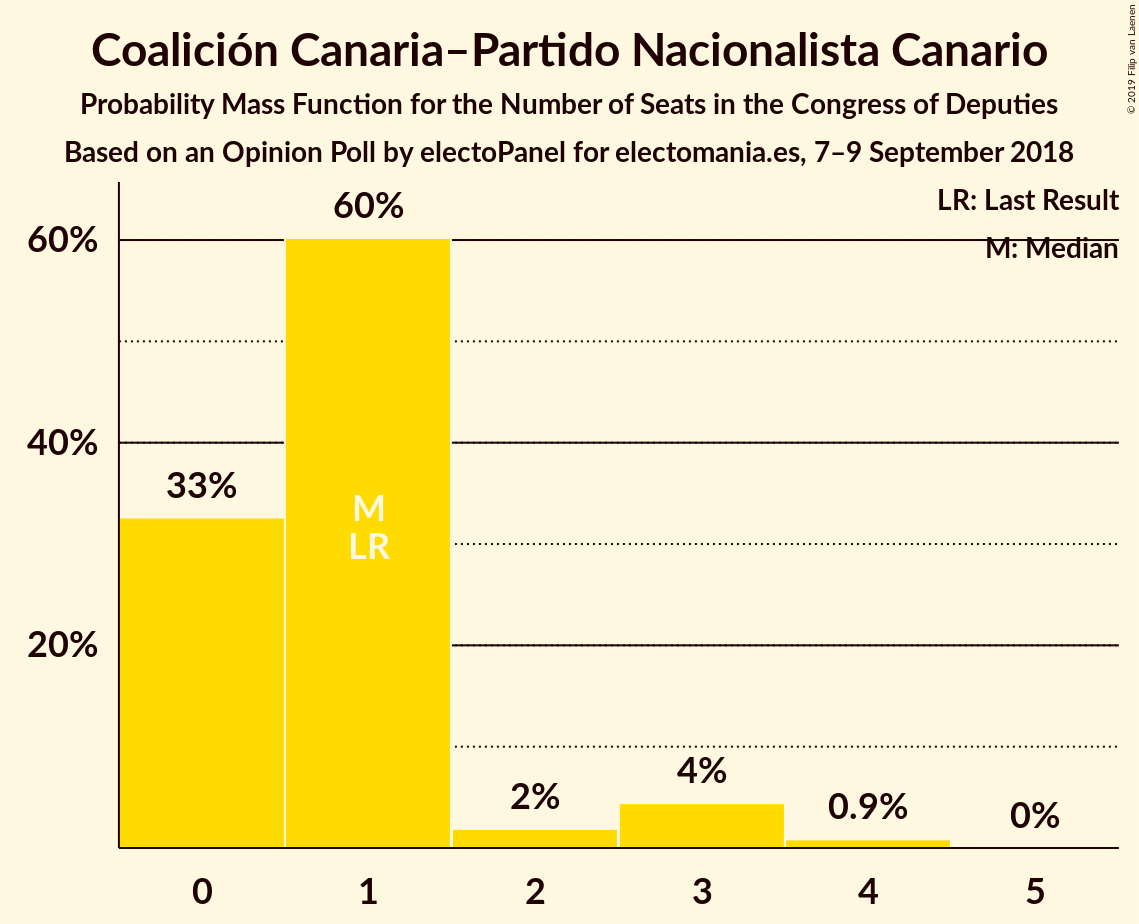 Coalición Canaria–Partido Nacionalista Canario
Probability Mass Function for the Number of Seats in the Congress of Deputies
Based on an Opinion Poll by electoPanel for electomania.es, 7–9 September 2018
© 2019 Filip van Laenen
LR: Last Result
M: Median
60%
40%
20%
33%
60%
M
LR
2%
4%
0.9%
0%
0 1 2 3 4 5